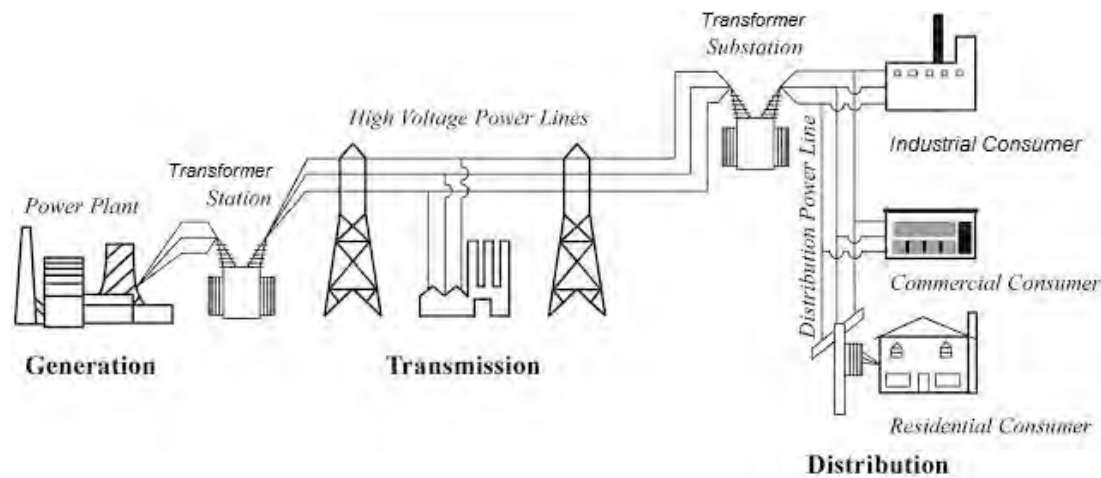 Transformer
Substation
High Voltage Power Lines
Industrial Consumer
Transformer
Station
Power Plant
Distribution Power Line
Commercial Consumer
Generation
Transmission
Residential Consumer
Distribution